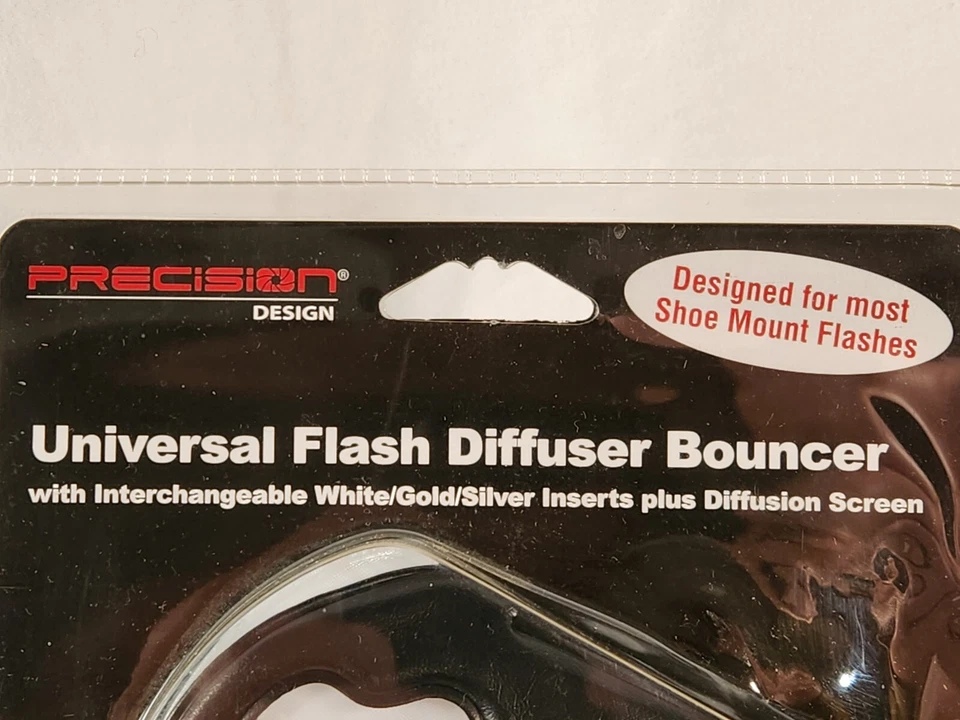 PRECiSiON®
DESIGN
Designed for most
Shoe Mount Flashes
Universal Flash Diffuser Bouncer
with Interchangeable White/Gold/Silver Inserts plus Diffusion Screen